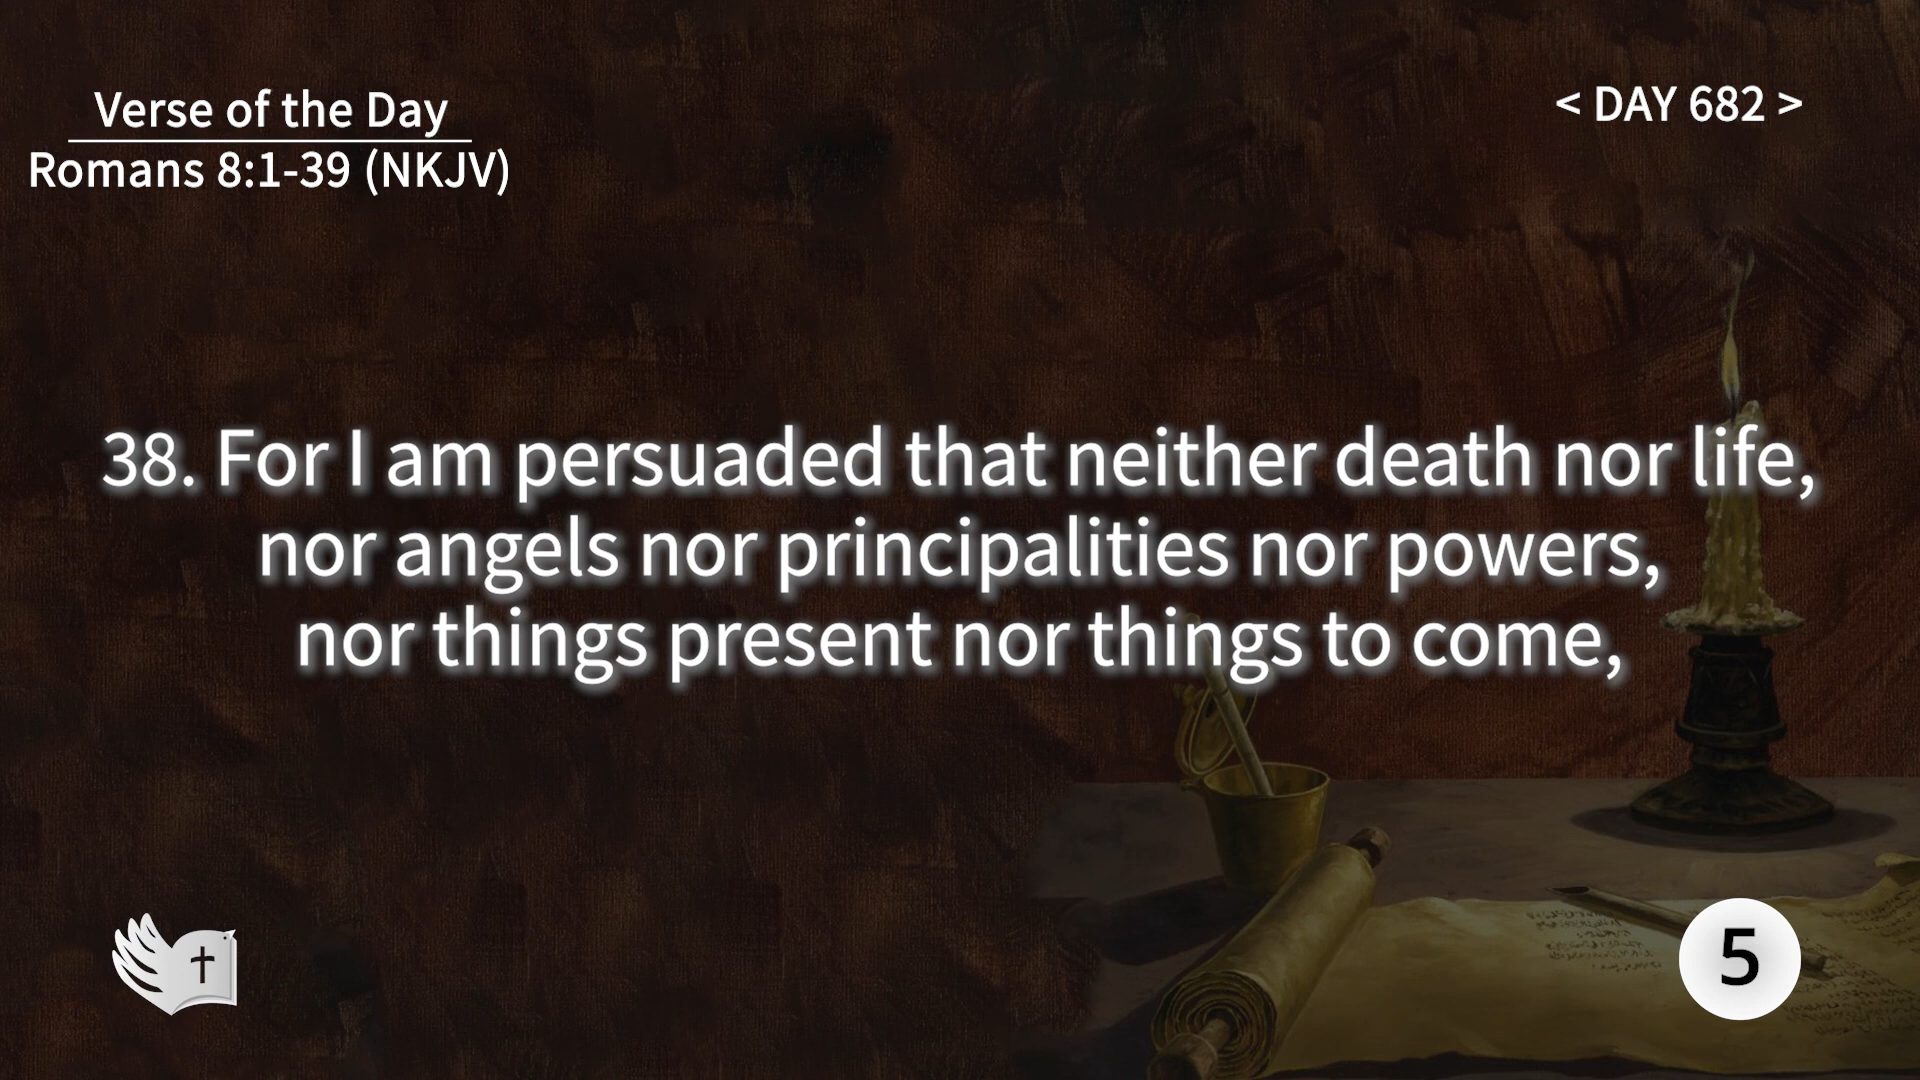 Verse of the Day
Romans 8:1-39 (NKJV)
< DAY 682 >
38. For I am persuaded that neither death nor life,
nor angels nor principalities nor powers,
nor things present nor things to come,
5